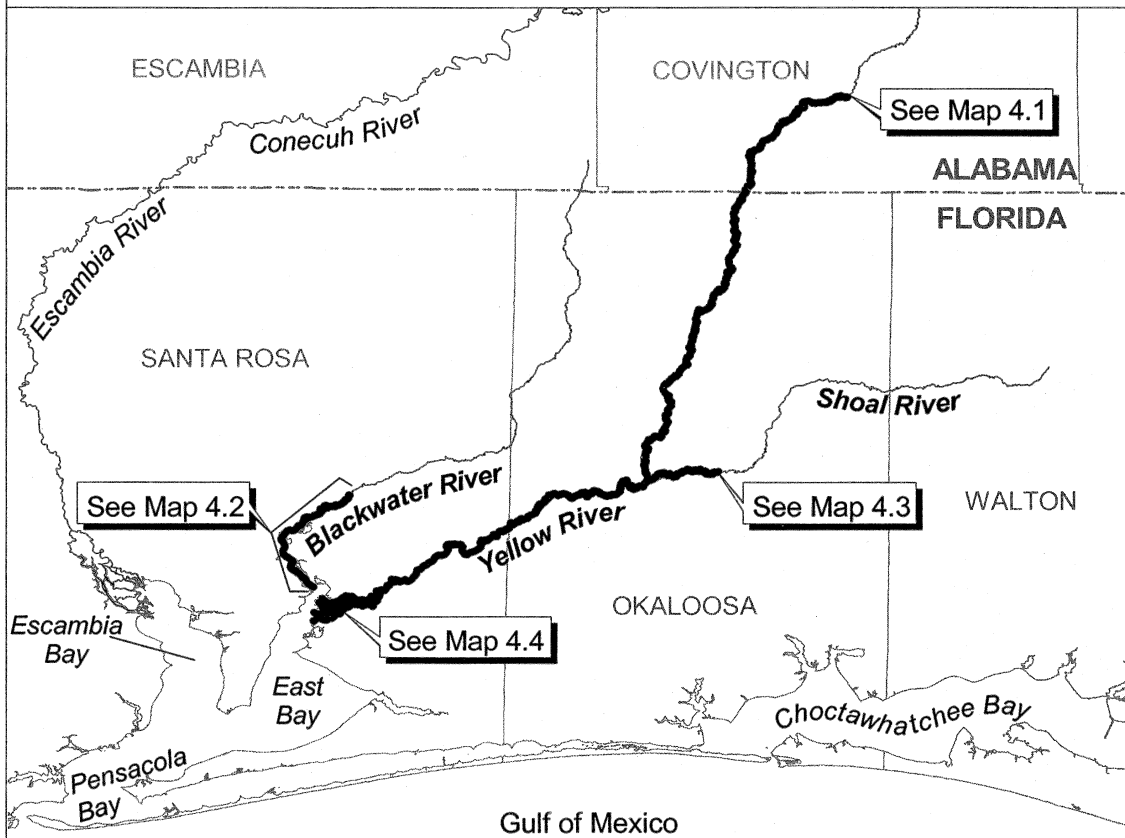 ESCAMBIA
COVINGTON
See Map 4.1
Conecuh River
ALABAMA
FLORIDA
Escambia River
SANTA ROSA
Shoal River
See Map 4.2
Blackwater River
See Map 4.3
WALTON
Yellow River
OKALOOSA
Escambia
Bay
See Map 4.4
East
Bay
Choctawhatchee Bay
Pensacola
Bay
Gulf of Mexico